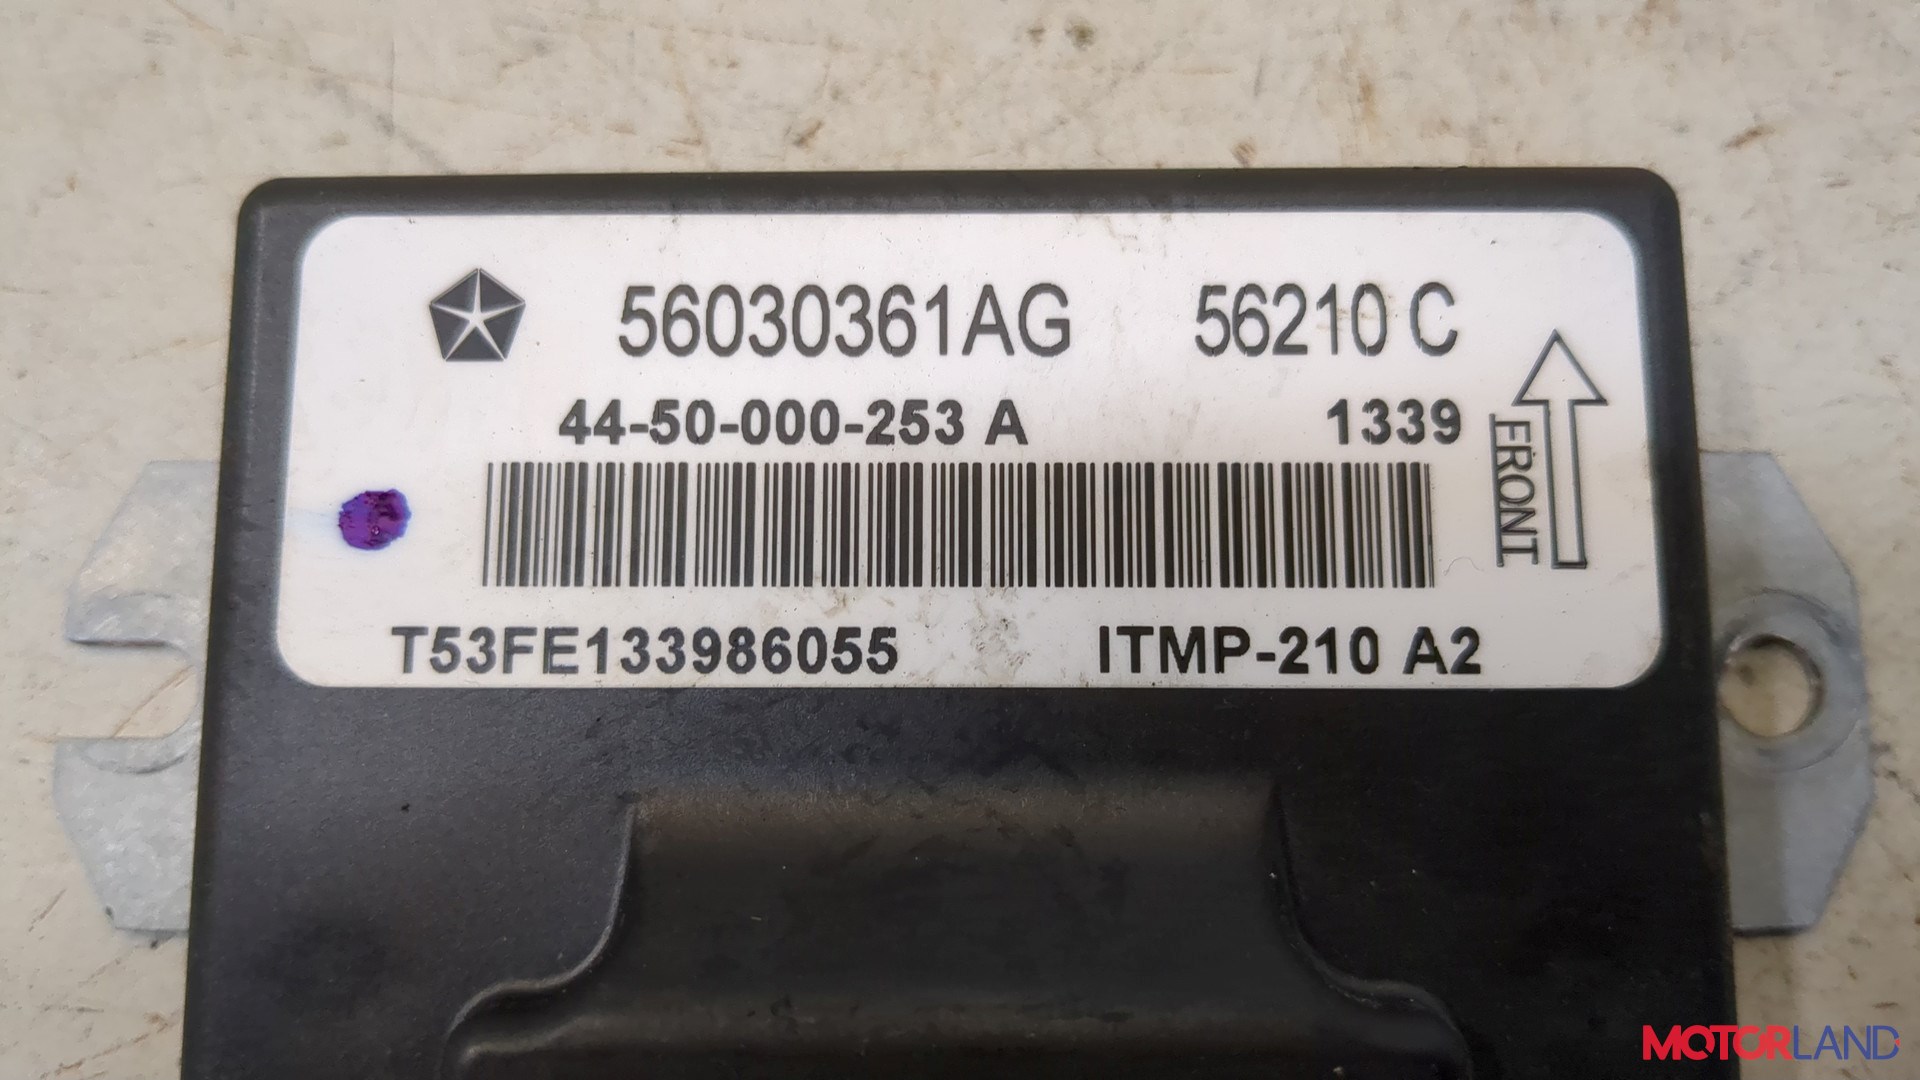 56030361AG 56210 C
44-50-000-253 A 1339
FRONT
T53FE133986055 ITMP-210 A2
MOTORLAND